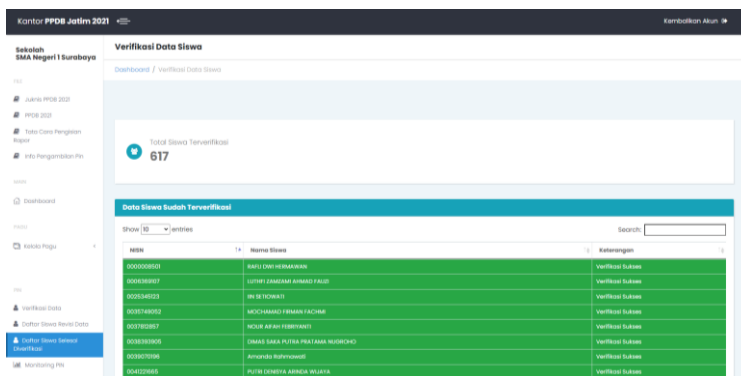 Kantor PPDB Jatim 2021
Kembalikan Akun
Sekolah
SMA Negeri 1 Surabaya
Verifikasi Data Siswa
Dashboard / Verifikasi Data Siswa
Juknis PPDB 2021
PPDB 2021
Tata Cara Pengisian
Rapor
Info Pengambilan Pin
Dashboard
Kelola Pagu
Verifikasi Data
Daftar Siswa Revisi Data
Daftar Siswa Selesai
Diverifikasi
Monitoring PIN
Total Siswa Terverifikasi
617
Data Siswa Sudah Terverifikasi
Show 10 entries
Search:
NISN Nama Siswa Keterangan
RAFLI DWI HERMAWAN Verifikasi Sukses
LUTHFI ZAMZAMI AHMAD FAUZI Verifikasi Sukses
0025345123 IIN SETIOWATI Verifikasi Sukses
0035748052 MOCHAMAD FIRMAN FACHMI Verifikasi Sukses
0037812857 NOUR AIFAH FEBRIYANTI Verifikasi Sukses
0038393905 DIMAS SAKA PUTRA PRATAMA NUGROHO Verifikasi Sukses
0039070196 Amanda Rahmawati Verifikasi Sukses
0041221665 PUTRI DENISYA ARINDA WIJAYA Verifikasi Sukses